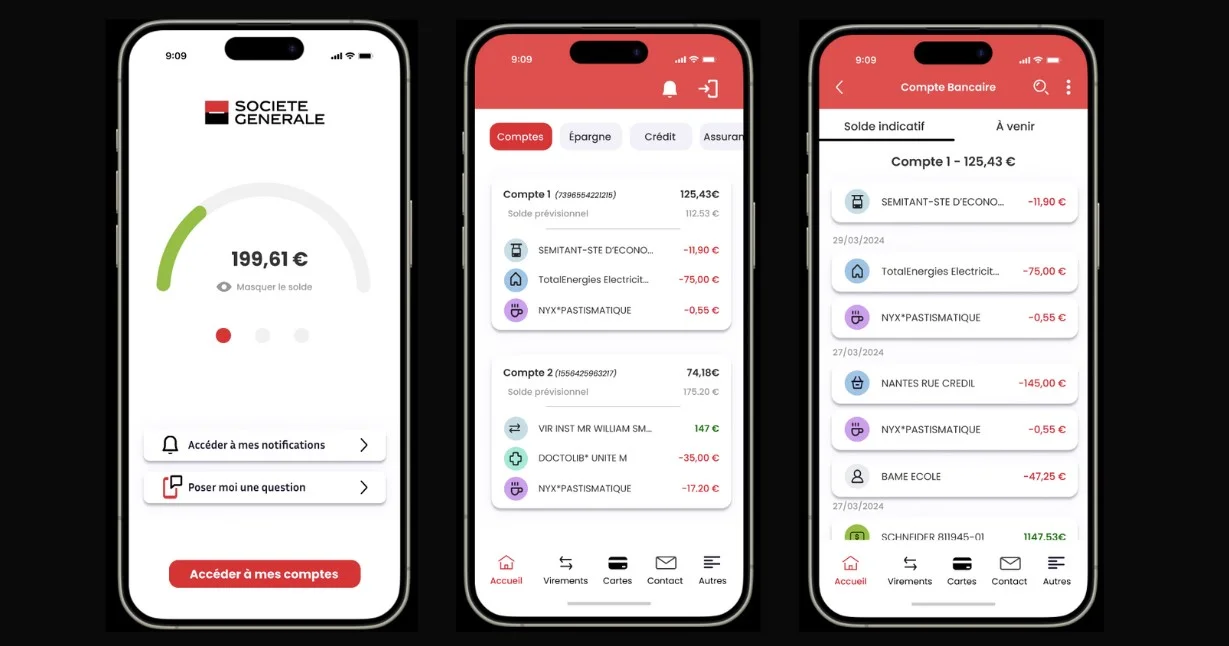 9:09
SOCIETE
GENERALE
199,61 €
Masquer le solde
Accéder à mes notifications
Poser moi une question
Accéder à mes comptes
9:09
Comptes Épargne Crédit Assuran
Compte 1 (7396554221215) 125,43€
Solde prévisionnel 112.53 €
SEMITANT-STE D'ECONO... -11,90 €
TotalEnergies Electricit... -75,00 €
NYX*PASTISMATIQUE -0,55 €
Compte 2 (1556425963217) 74,18€
Solde prévisionnel 175.20 €
VIR INST MR WILLIAM SM... 147 €
DOCTOLIB* UNITE M -35,00 €
NYX*PASTISMATIQUE -17.20 €
Accueil Virements Cartes Contact Autres
9:09
Compte Bancaire
Solde indicatif À venir
Compte 1 - 125,43 €
SEMITANT-STE D'ECONO... -11,90 €
29/03/2024
TotalEnergies Electricit... -75,00 €
NYX*PASTISMATIQUE -0,55 €
27/03/2024
NANTES RUE CREDIL -145,00 €
NYX*PASTISMATIQUE -0,55 €
BAME ECOLE -47,25 €
27/03/2024
SCHNEIDER 811945-01 1147.53€
Accueil Virements Cartes Contact Autres